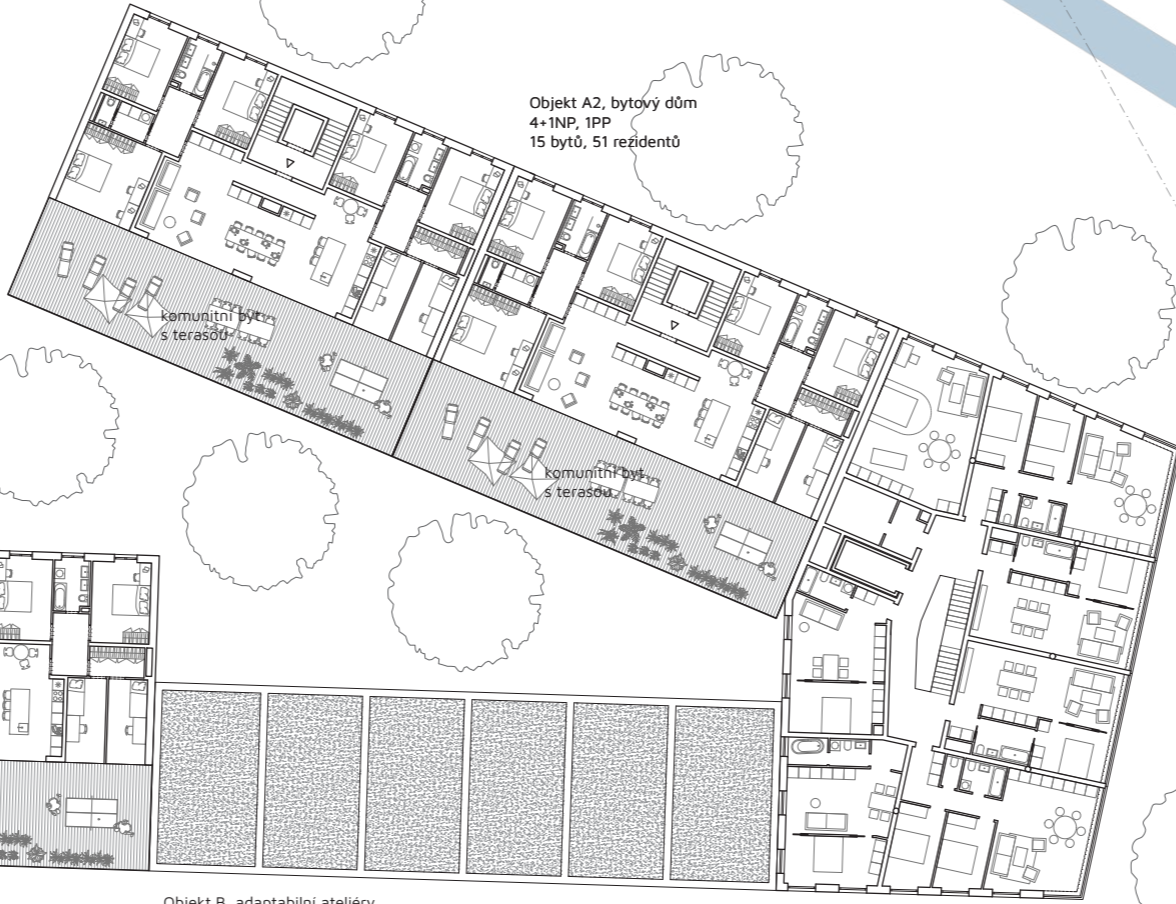 Objekt A2, bytový dům
4+1NP, 1PP
15 bytů, 51 rezidentů
komunitní byt
s terasou
komunitní byt
s terasou
Objekt B, adaptabilní ateliéry